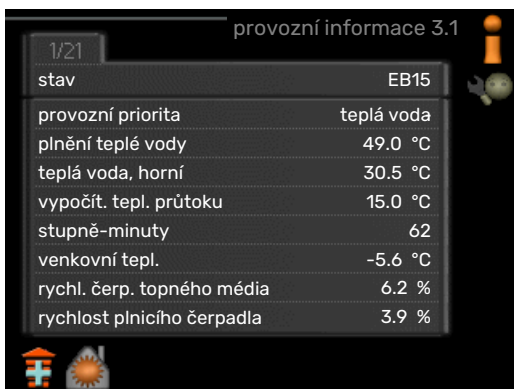 provozní informace 3.1
1/21
stav EB15
provozní priorita teplá voda
plnění teplé vody 49.0 °C
teplá voda, horní 30.5 °C
vypočít. tepl. průtoku 15.0 °C
stupně-minuty 62
venkovní tepl. -5.6 °C
rychl. čerp. topného média 6.2 %
rychlost plnicího čerpadla 3.9 %